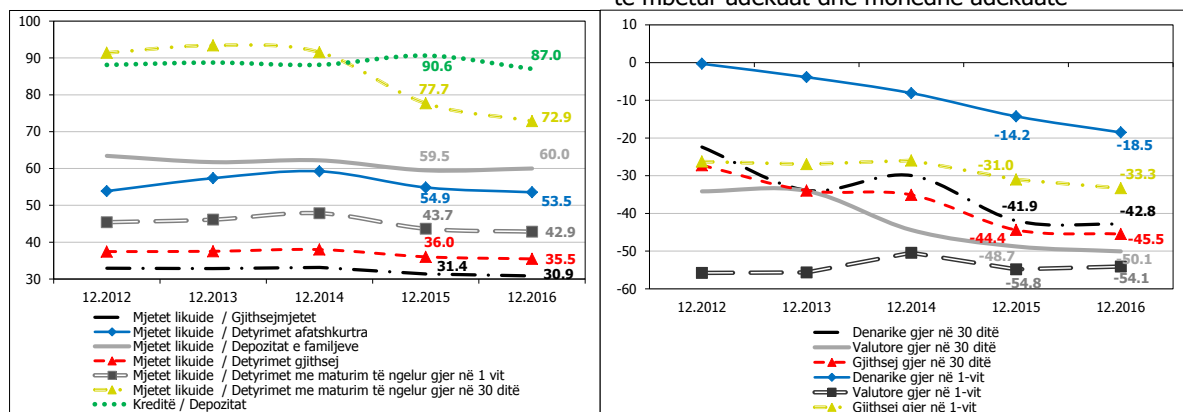 të mbetur adekuat dhe monedhë adekuate
100
90
80
70
60
50
40
30
87.0
90.6
77.7
72.9
59.5
60.0
54.9
53.5
43.7
42.9
36.0
35.5
31.4
30.9
12.2012 12.2013 12.2014 12.2015 12.2016
Mjetet likuide / Gjithsejmjetet
Mjetet likuide / Detyrimet afatshkurtra
Mjetet likuide / Depozitat e familjeve
Mjetet likuide / Detyrimet gjithsej
Mjetet likuide / Detyrimet me maturim të ngelur gjer në 1 vit
Mjetet likuide / Detyrimet me maturim të ngelur gjer në 30 ditë
Kreditë / Depozitat
10
0
-10
-20
-30
-40
-50
-60
-14.2
-18.5
-31.0
-33.3
-41.9
-42.8
-44.4
-45.5
-48.7
-50.1
-54.8
-54.1
12.2012 12.2013 12.2014 12.2015 12.2016
Denarike gjer në 30 ditë
Valutore gjer në 30 ditë
Gjithsej gjer në 30 ditë
Denarike gjer në 1-vit
Valutore gjer në 1-vit
Gjithsej gjer në 1-vit